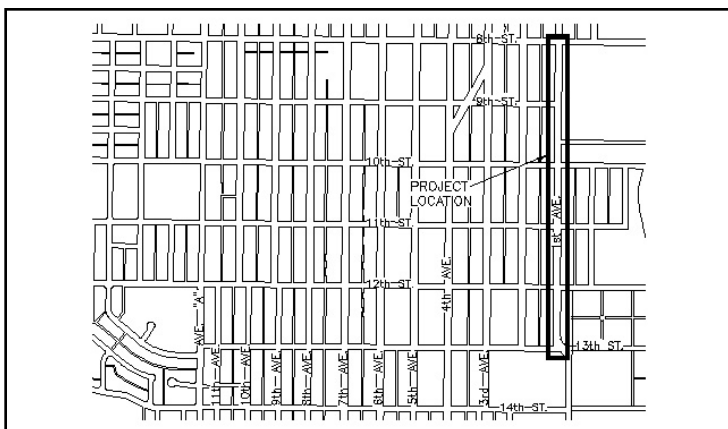 8th ST.
9th ST.
10th ST.
PROJECT
LOCATION
11th ST.
1st AVE.
12th ST.
4th AVE.
AVE. "A"
13th ST.
11th AVE.
10th AVE.
9th AVE.
8th AVE.
7th AVE.
6th AVE.
5th AVE.
3rd AVE.
14th ST.